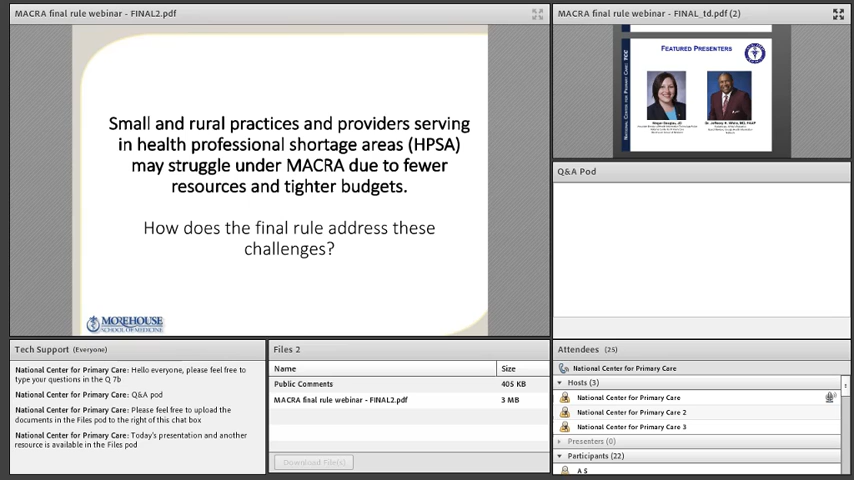 MACRA final rule webinar - FINAL2.pdf
Small and rural practices and providers serving
in health professional shortage areas (HPSA)
may struggle under MACRA due to fewer
resources and tighter budgets.
How does the final rule address these
challenges?
MOREHOUSE
SCHOOL OF MEDICINE
MACRA final rule webinar - FINAL_td.pdf (2)
FEATURED PRESENTERS
Q&A Pod
Tech Support (Everyone)
National Center for Primary Care: Hello everyone, please feel free to
type your questions in the Q 7b
National Center for Primary Care: Q&A pod
National Center for Primary Care: Please feel free to upload the
documents in the Files pod to the right of this chat box
National Center for Primary Care: Today's presentation and another
resource is available in the Files pod
Files 2
Name Size
Public Comments 405 KB
MACRA final rule webinar - FINAL2.pdf 3 MB
Download File(s)
Attendees (25)
National Center for Primary Care
Hosts (3)
National Center for Primary Care
National Center for Primary Care 2
National Center for Primary Care 3
Presenters (0)
Participants (22)
A S